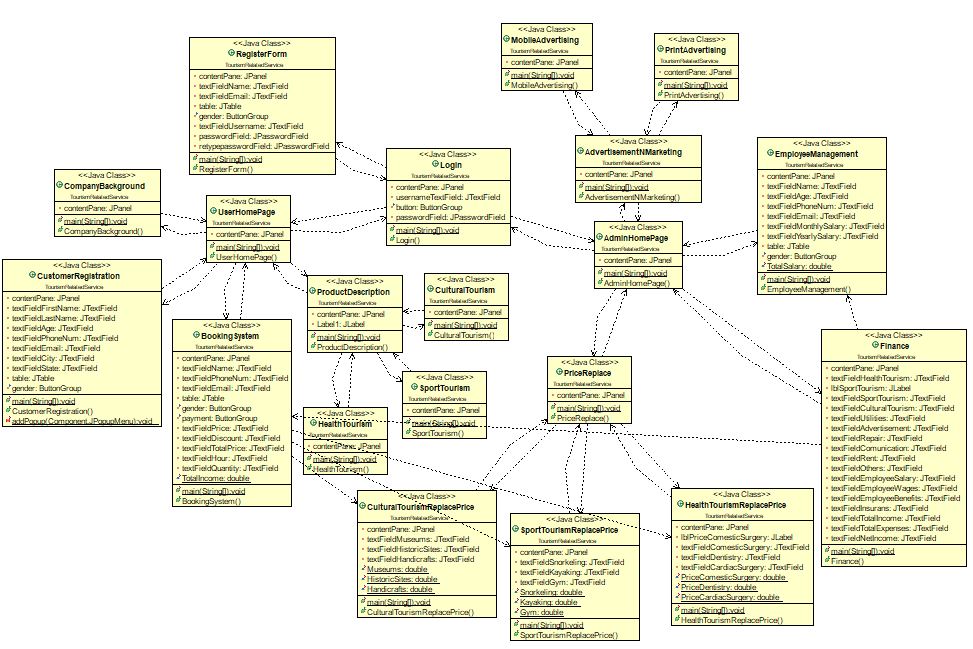 <<Java Class>>
MobileAdvertising
TourismRelatedService
contentPane: JPanel
main(String[]):void
MobileAdvertising()
<<Java Class>>
PrintAdvertising
TourismRelatedService
contentPane: JPanel
main(String[]):void
PrintAdvertising()
<<Java Class>>
RegisterForm
TourismRelatedService
contentPane: JPanel
textFieldName: JTextField
textFieldEmail: JTextField
table: JTable
gender: ButtonGroup
textFieldUsername: JTextField
passwordField: JPasswordField
retypepasswordField: JPasswordField
main(String[]):void
RegisterForm()
<<Java Class>>
AdvertisementNMarketing
TourismRelatedService
contentPane: JPanel
main(String[]):void
AdvertisementNMarketing()
<<Java Class>>
EmployeeManagement
TourismRelatedService
contentPane: JPanel
textFieldName: JTextField
textFieldAge: JTextField
textFieldPhoneNum: JTextField
textFieldEmail: JTextField
textFieldMonthlySalary: JTextField
textFieldYearlySalary: JTextField
table: JTable
gender: ButtonGroup
TotalSalary: double
main(String[]):void
EmployeeManagement()
<<Java Class>>
Login
TourismRelatedService
contentPane: JPanel
usernameTextField: JTextField
button: ButtonGroup
passwordField: JPasswordField
main(String[]):void
Login()
<<Java Class>>
CompanyBackground
TourismRelatedService
contentPane: JPanel
main(String[]):void
CompanyBackground()
<<Java Class>>
UserHomePage
TourismRelatedService
contentPane: JPanel
main(String[]):void
UserHomePage()
<<Java Class>>
AdminHomePage
TourismRelatedService
contentPane: JPanel
main(String[]):void
AdminHomePage()
<<Java Class>>
CustomerRegistration
TourismRelatedService
contentPane: JPanel
textFieldFirstName: JTextField
textFieldLastName: JTextField
textFieldAge: JTextField
textFieldPhoneNum: JTextField
textFieldEmail: JTextField
textFieldCity: JTextField
textFieldState: JTextField
table: JTable
gender: ButtonGroup
main(String[]):void
CustomerRegistration()
addPopup(Component,JPopupMenu):void
<<Java Class>>
ProductDescription
TourismRelatedService
contentPane: JPanel
Label1: JLabel
main(String[]):void
ProductDescription()
<<Java Class>>
CulturalTourism
TourismRelatedService
contentPane: JPanel
main(String[]):void
CulturalTourism()
<<Java Class>>
BookingSystem
TourismRelatedService
contentPane: JPanel
textFieldName: JTextField
textFieldPhoneNum: JTextField
textFieldEmail: JTextField
table: JTable
gender: ButtonGroup
payment: ButtonGroup
textFieldPrice: JTextField
textFieldDiscount: JTextField
textFieldTotalPrice: JTextField
textFieldHour: JTextField
textFieldQuantity: JTextField
TotalIncome: double
main(String[]):void
BookingSystem()
<<Java Class>>
Finance
TourismRelatedService
contentPane: JPanel
textFieldHealthTourism: JTextField
lblSportTourism: JLabel
textFieldSportTourism: JTextField
textFieldCulturalTourism: JTextField
textFieldUtilities: JTextField
textFieldAdvertisement: JTextField
textFieldRepair: JTextField
textFieldComunication: JTextField
textFieldRent: JTextField
textFieldOthers: JTextField
textFieldEmployeeSalary: JTextField
textFieldEmployeeWages: JTextField
textFieldEmployeeBenefits: JTextField
textFieldInsurans: JTextField
textFieldTotalIncome: JTextField
textFieldTotalExpenses: JTextField
textFieldNetIncome: JTextField
main(String[]):void
Finance()
<<Java Class>>
PriceReplace
TourismRelatedService
contentPane: JPanel
main(String[]):void
PriceReplace()
<<Java Class>>
SportTourism
TourismRelatedService
contentPane: JPanel
main(String[]):void
SportTourism()
<<Java Class>>
HealthTourism
TourismRelatedService
contentPane: JPanel
main(String[]):void
HealthTourism()
<<Java Class>>
CulturalTourismReplacePrice
TourismRelatedService
contentPane: JPanel
textFieldMuseums: JTextField
textFieldHistoricSites: JTextField
textFieldHandicrafts: JTextField
Museums: double
HistoricSites: double
Handicrafts: double
main(String[]):void
CulturalTourismReplacePrice()
<<Java Class>>
SportTourismReplacePrice
TourismRelatedService
contentPane: JPanel
textFieldSnorkeling: JTextField
textFieldKayaking: JTextField
textFieldGym: JTextField
Snorkeling: double
Kayaking: double
Gym: double
main(String[]):void
SportTourismReplacePrice()
<<Java Class>>
HealthTourismReplacePrice
TourismRelatedService
contentPane: JPanel
lblPriceComesticSurgery: JLabel
textFieldComesticSurgery: JTextField
textFieldDentistry: JTextField
textFieldCardiacSurgery: JTextField
PriceComesticSurgery: double
PriceDentistry: double
PriceCardiacSurgery: double
main(String[]):void
HealthTourismReplacePrice()